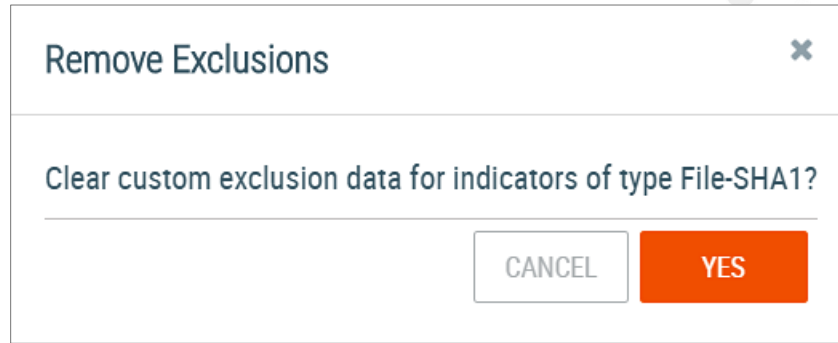 Remove Exclusions
Clear custom exclusion data for indicators of type File-SHA1?
CANCEL
YES